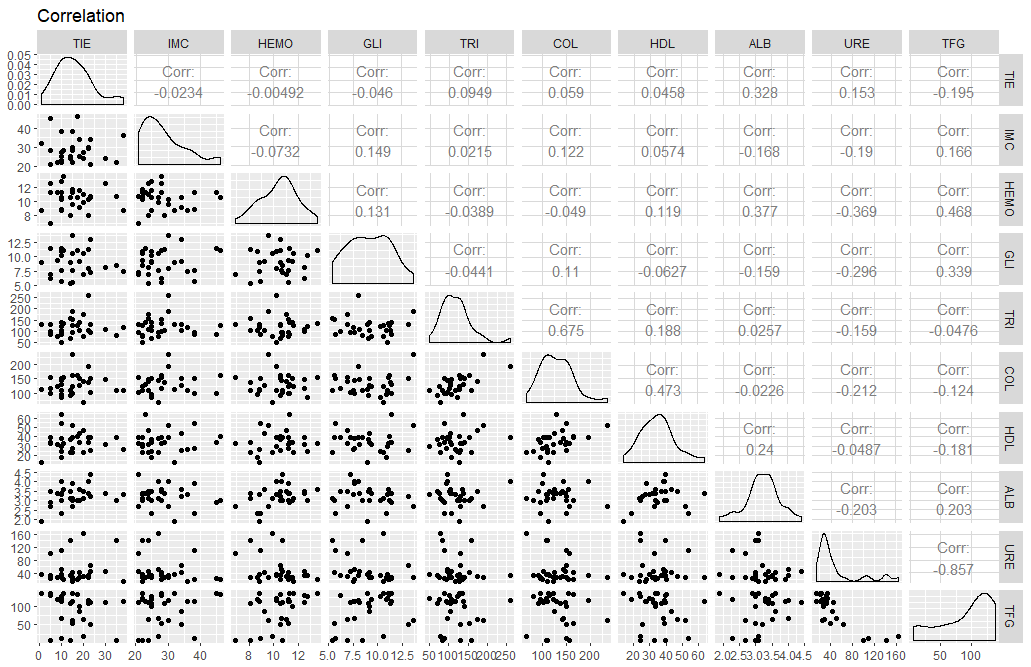 Correlation
TIE IMC HEMO GLI TRI COL HDL ALB URE TFG
0.05
0.04
0.03
0.02
0.01
0.00
Corr: Corr: Corr: Corr: Corr: Corr: Corr: Corr: Corr:
-0.0234 -0.00492 -0.046 0.0949 0.059 0.0458 0.328 0.153 -0.195
TIE
40
30
20
Corr: Corr: Corr: Corr: Corr: Corr: Corr: Corr:
-0.0732 0.149 0.0215 0.122 0.0574 -0.168 -0.19 0.166
IMC
12
10
8
Corr: Corr: Corr: Corr: Corr: Corr: Corr:
0.131 -0.0389 -0.049 0.119 0.377 -0.369 0.468
HEMO
12.5
10.0
7.5
5.0
Corr: Corr: Corr: Corr: Corr: Corr:
-0.0441 0.11 -0.0627 -0.159 -0.296 0.339
GLI
250
200
150
100
50
Corr: Corr: Corr: Corr: Corr:
0.675 0.188 0.0257 -0.159 -0.0476
TRI
200
150
100
Corr: Corr: Corr: Corr:
0.473 -0.0226 -0.212 -0.124
COL
60
50
40
30
20
Corr: Corr: Corr:
0.24 -0.0487 -0.181
HDL
4.5
4.0
3.5
3.0
2.5
2.0
Corr: Corr:
-0.203 0.203
ALB
160
120
80
40
Corr:
-0.857
URE
100
50
TFG
0 10 20 30 20 30 40 8 10 12 5.0 7.5 10.0 12.5 50 100 150 200 250 100 150 200 20 30 40 50 60 2.0 2.5 3.0 3.5 4.0 4.5 40 80 120 160 50 100